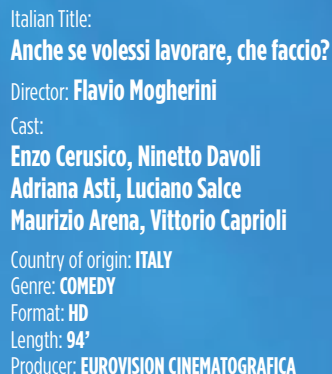 Italian Title:
Anche se volessi lavorare, che faccio?
Director: Flavio Mogherini
Cast:
Enzo Cerusico, Ninetto Davoli
Adriana Asti, Luciano Salce
Maurizio Arena, Vittorio Caprioli
Country of origin: ITALY
Genre: COMEDY
Format: HD
Length: 94’
Producer: EUROVISION CINEMATOGRAFICA